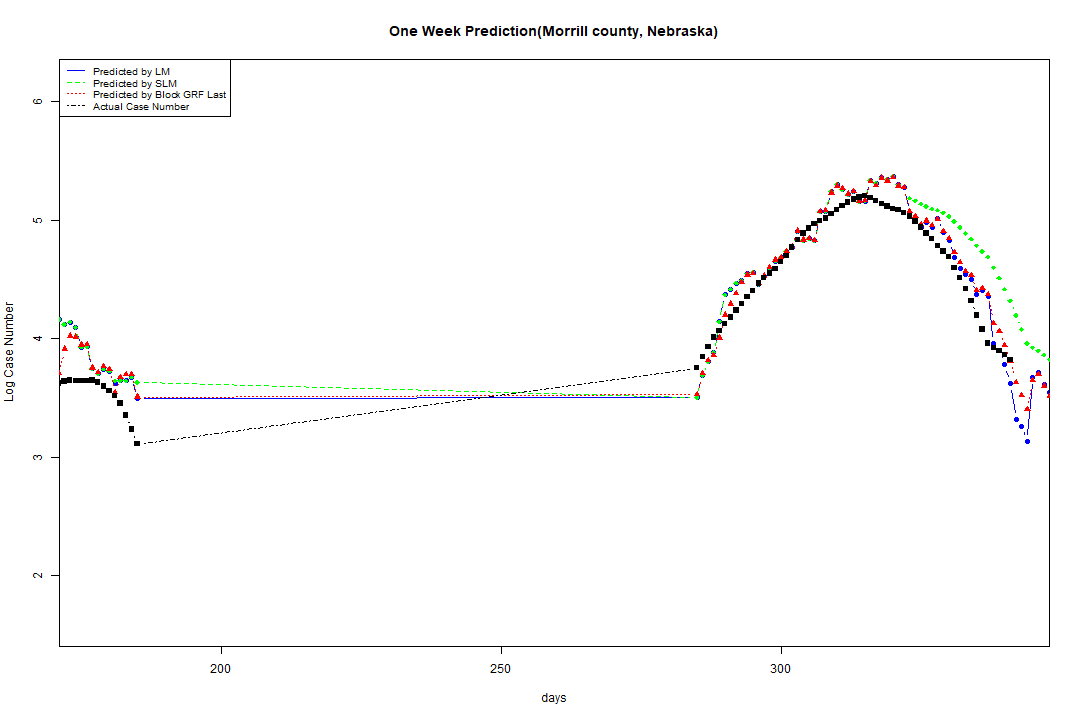 One Week Prediction(Morrill county, Nebraska)
Predicted by LM
Predicted by SLM
Predicted by Block GRF Last
Actual Case Number
6
5
4
3
2
Log Case Number
200 250 300
days